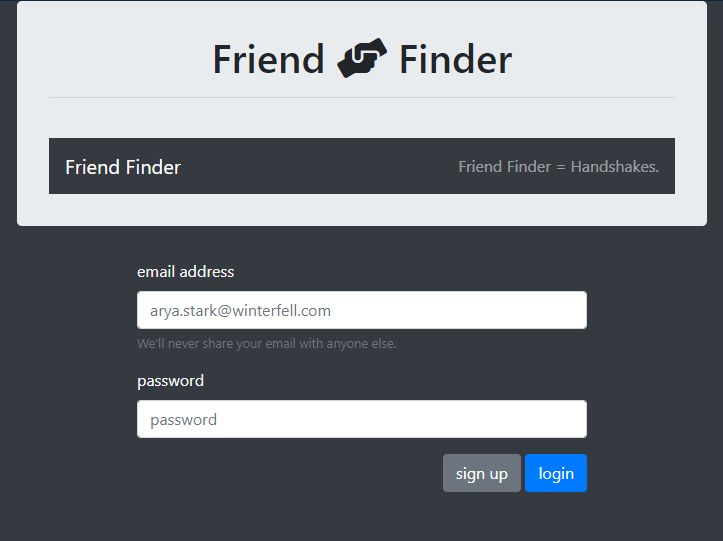 Friend Finder
Friend Finder Friend Finder = Handshakes.
email address
arya.stark@winterfell.com
We'll never share your email with anyone else.
password
password
sign up login